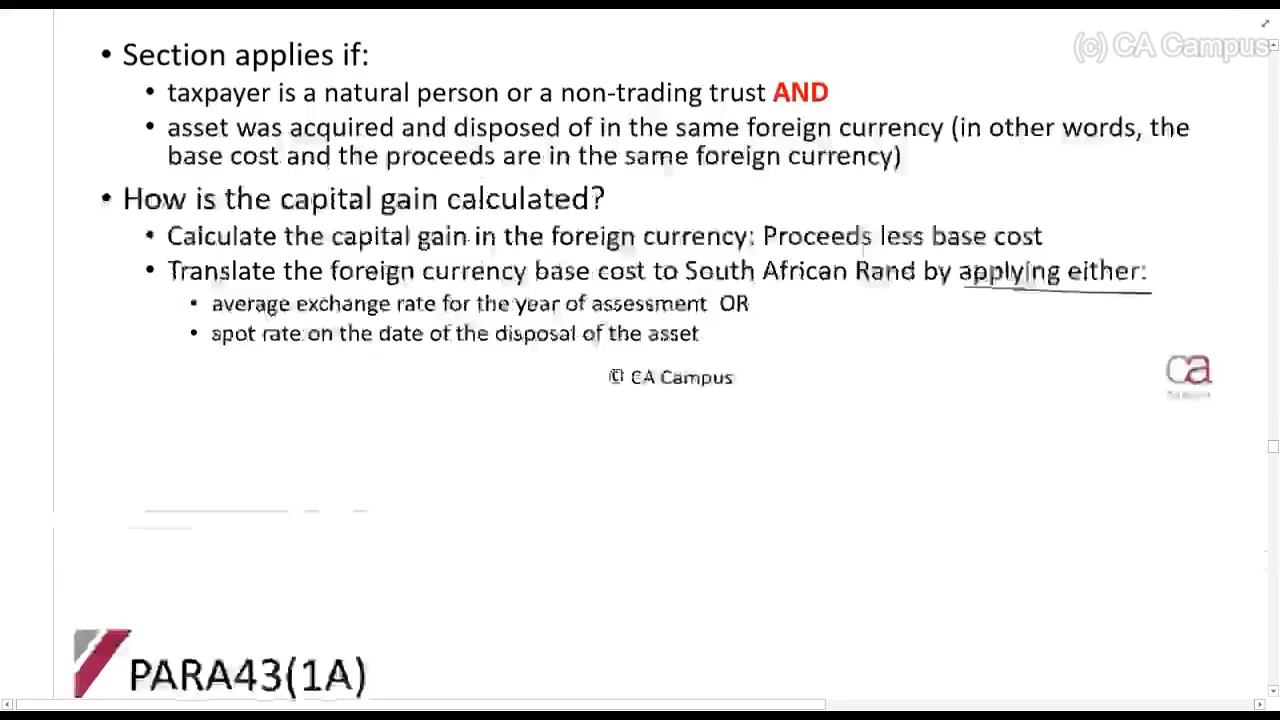 (c) CA Campus
• Section applies if:
• taxpayer is a natural person or a non-trading trust AND
• asset was acquired and disposed of in the same foreign currency (in other words, the
base cost and the proceeds are in the same foreign currency)
• How is the capital gain calculated?
• Calculate the capital gain in the foreign currency: Proceeds less base cost
• Translate the foreign currency base cost to South African Rand by applying either:
• average exchange rate for the year of assessment OR
• spot rate on the date of the disposal of the asset
© CA Campus
ca
PARA43(1A)